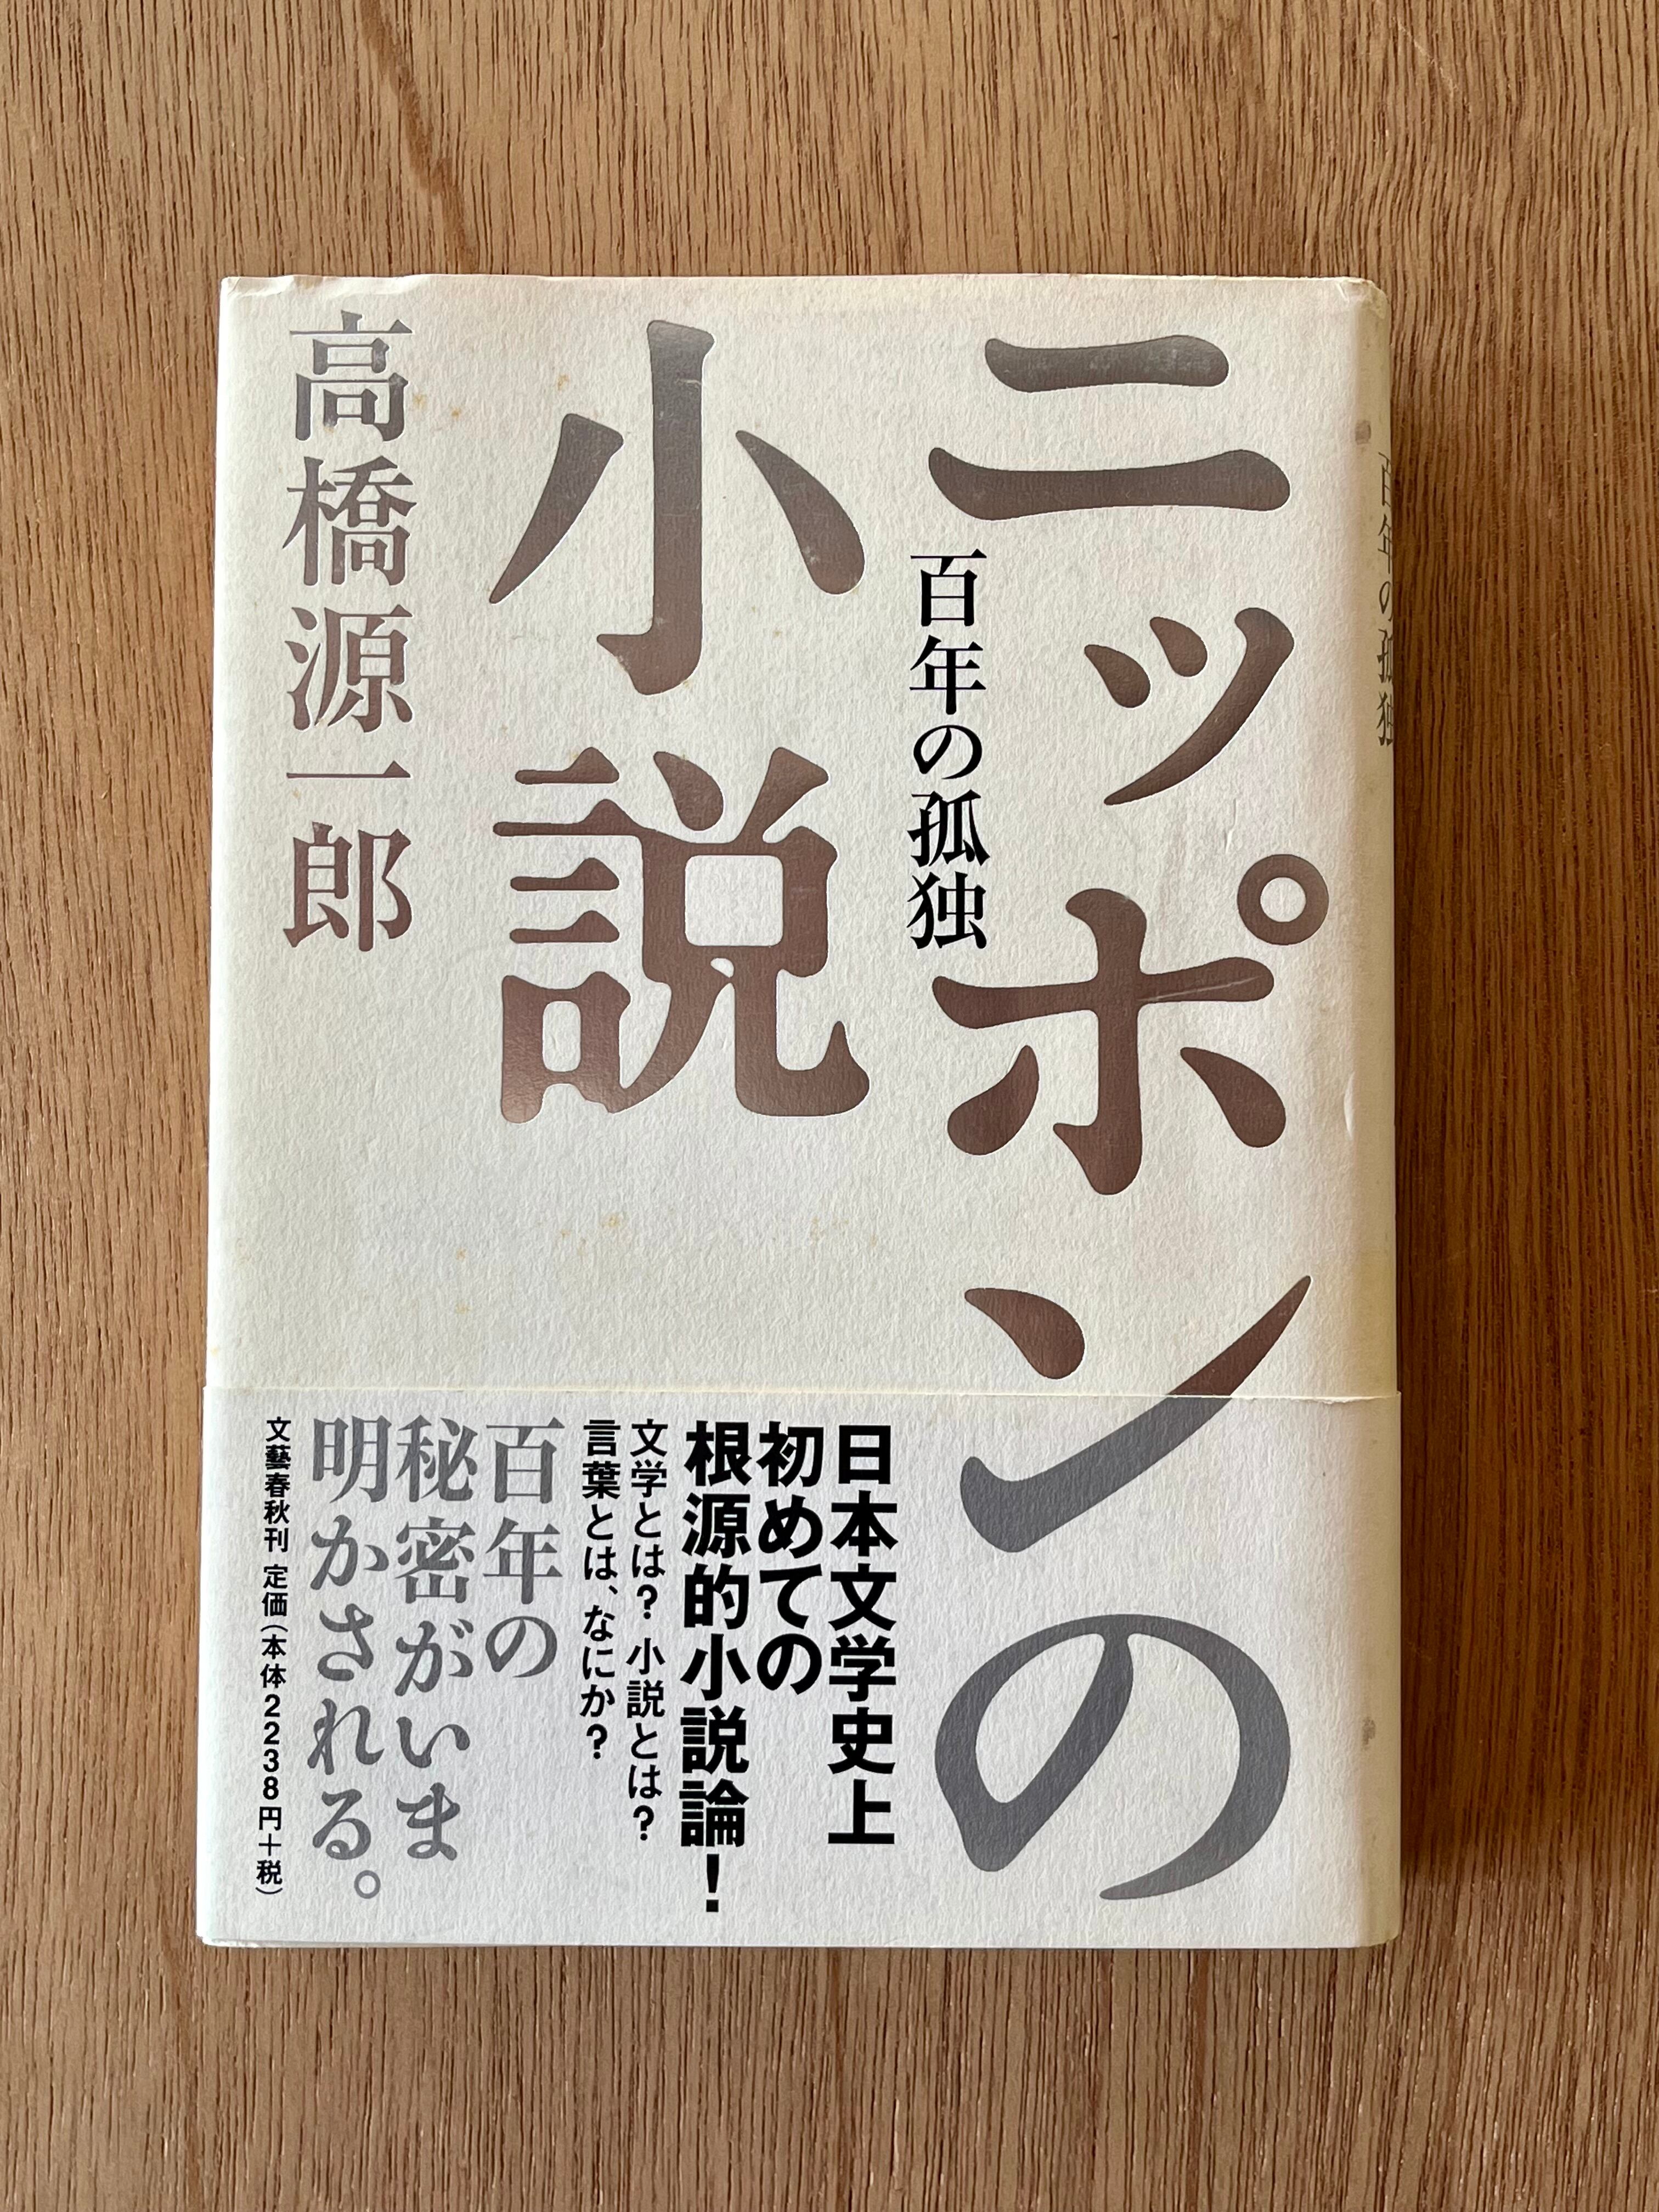 百年の孤独
ニッポンの
百年の孤独
小説
高橋源一郎
日本文学史上
初めての
根源的小説論！
文学とは？ 小説とは？
言葉とは、なにか？
百年の
秘密がいま
明かされる。
文藝春秋刊 定価（本体2238円＋税）